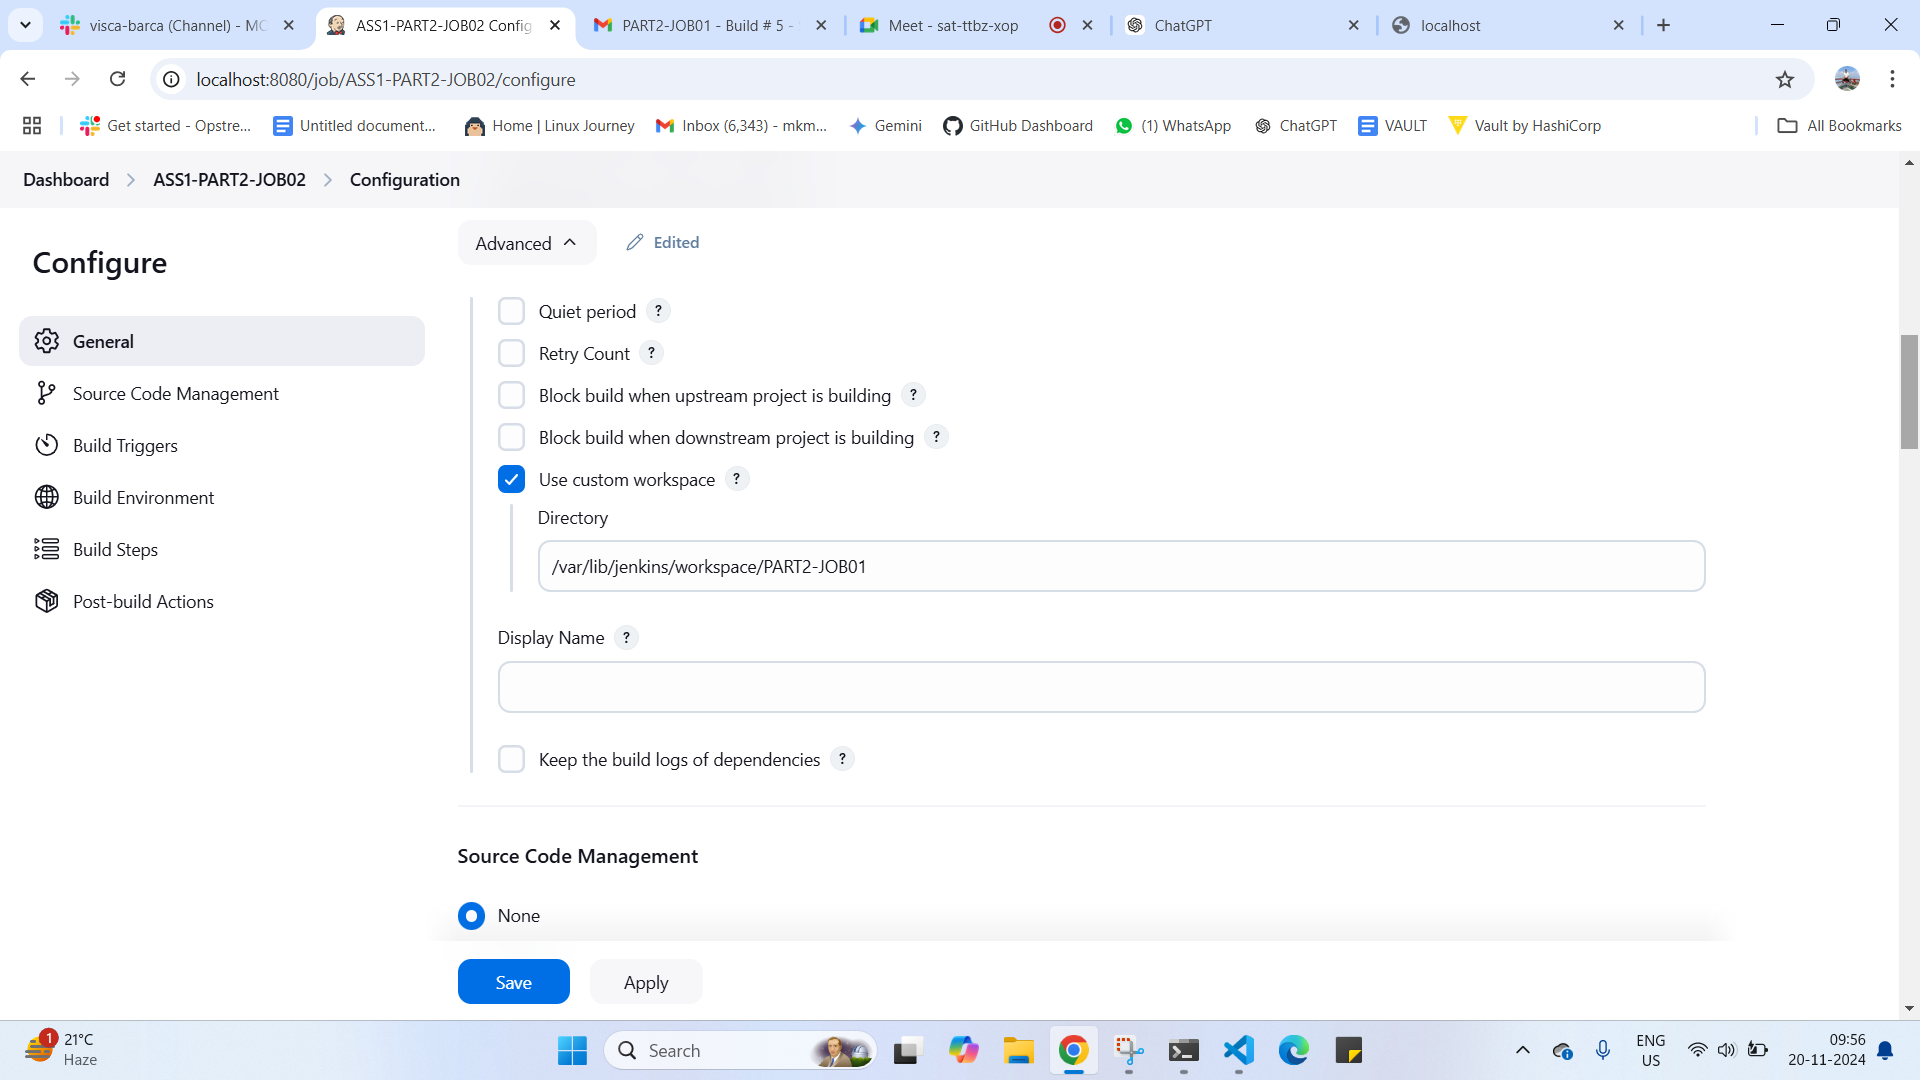 visca-barca (Channel) - MC
ASS1-PART2-JOB02 Config
PART2-JOB01 - Build # 5 -
Meet - sat-ttbz-xop
ChatGPT
localhost
localhost:8080/job/ASS1-PART2-JOB02/configure
Get started - Opstre...
Untitled document...
Home | Linux Journey
Inbox (6,343) - mkm...
Gemini
GitHub Dashboard
(1) WhatsApp
ChatGPT
VAULT
Vault by HashiCorp
All Bookmarks
Dashboard
ASS1-PART2-JOB02
Configuration
Configure
General
Source Code Management
Build Triggers
Build Environment
Build Steps
Post-build Actions
Advanced
Edited
Quiet period ?
Retry Count ?
Block build when upstream project is building ?
Block build when downstream project is building ?
Use custom workspace ?
Directory
/var/lib/jenkins/workspace/PART2-JOB01
Display Name ?
Keep the build logs of dependencies ?
Source Code Management
None
Save
Apply
1
21°C
Haze
Search
ENG
US
09:56
20-11-2024